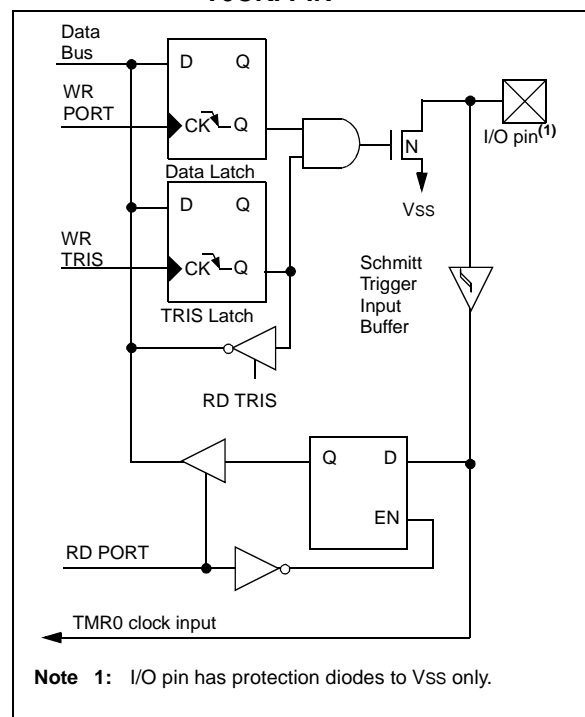 Data
Bus
D Q
WR
PORT
CK Q
Data Latch
D Q
WR
TRIS
CK Q
TRIS Latch
N
VSS
I/O pin(1)
Schmitt
Trigger
Input
Buffer
RD TRIS
Q D
EN
RD PORT
TMR0 clock input
Note 1: I/O pin has protection diodes to VSS only.